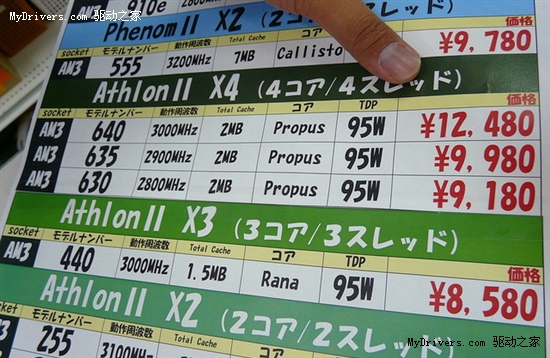 MyDrivers.com 驱动之家
Phenom II X2 (2コア/2スレッド)
socket モデルナンバー 動作周波数 Total Cache コア 価格
AM3 555 3200MHz 7MB Callisto ¥9,780
Athlon II X4 (4コア/4スレッド)
socket モデルナンバー 動作周波数 Total Cache コア TDP 価格
AM3 640 3000MHz 2MB Propus 95W ¥12,480
AM3 635 2900MHz 2MB Propus 95W ¥9,980
AM3 630 2800MHz 2MB Propus 95W ¥9,180
Athlon II X3 (3コア/3スレッド)
socket モデルナンバー 動作周波数 Total Cache コア TDP 価格
AM3 440 3000MHz 1.5MB Rana 95W ¥8,580
Athlon II X2 (2コア/2スレッド)
socket モデルナンバー 動作周波数 Total Cache コア TDP 価格
255 3100MHz
MyDrivers.com 驱动之家